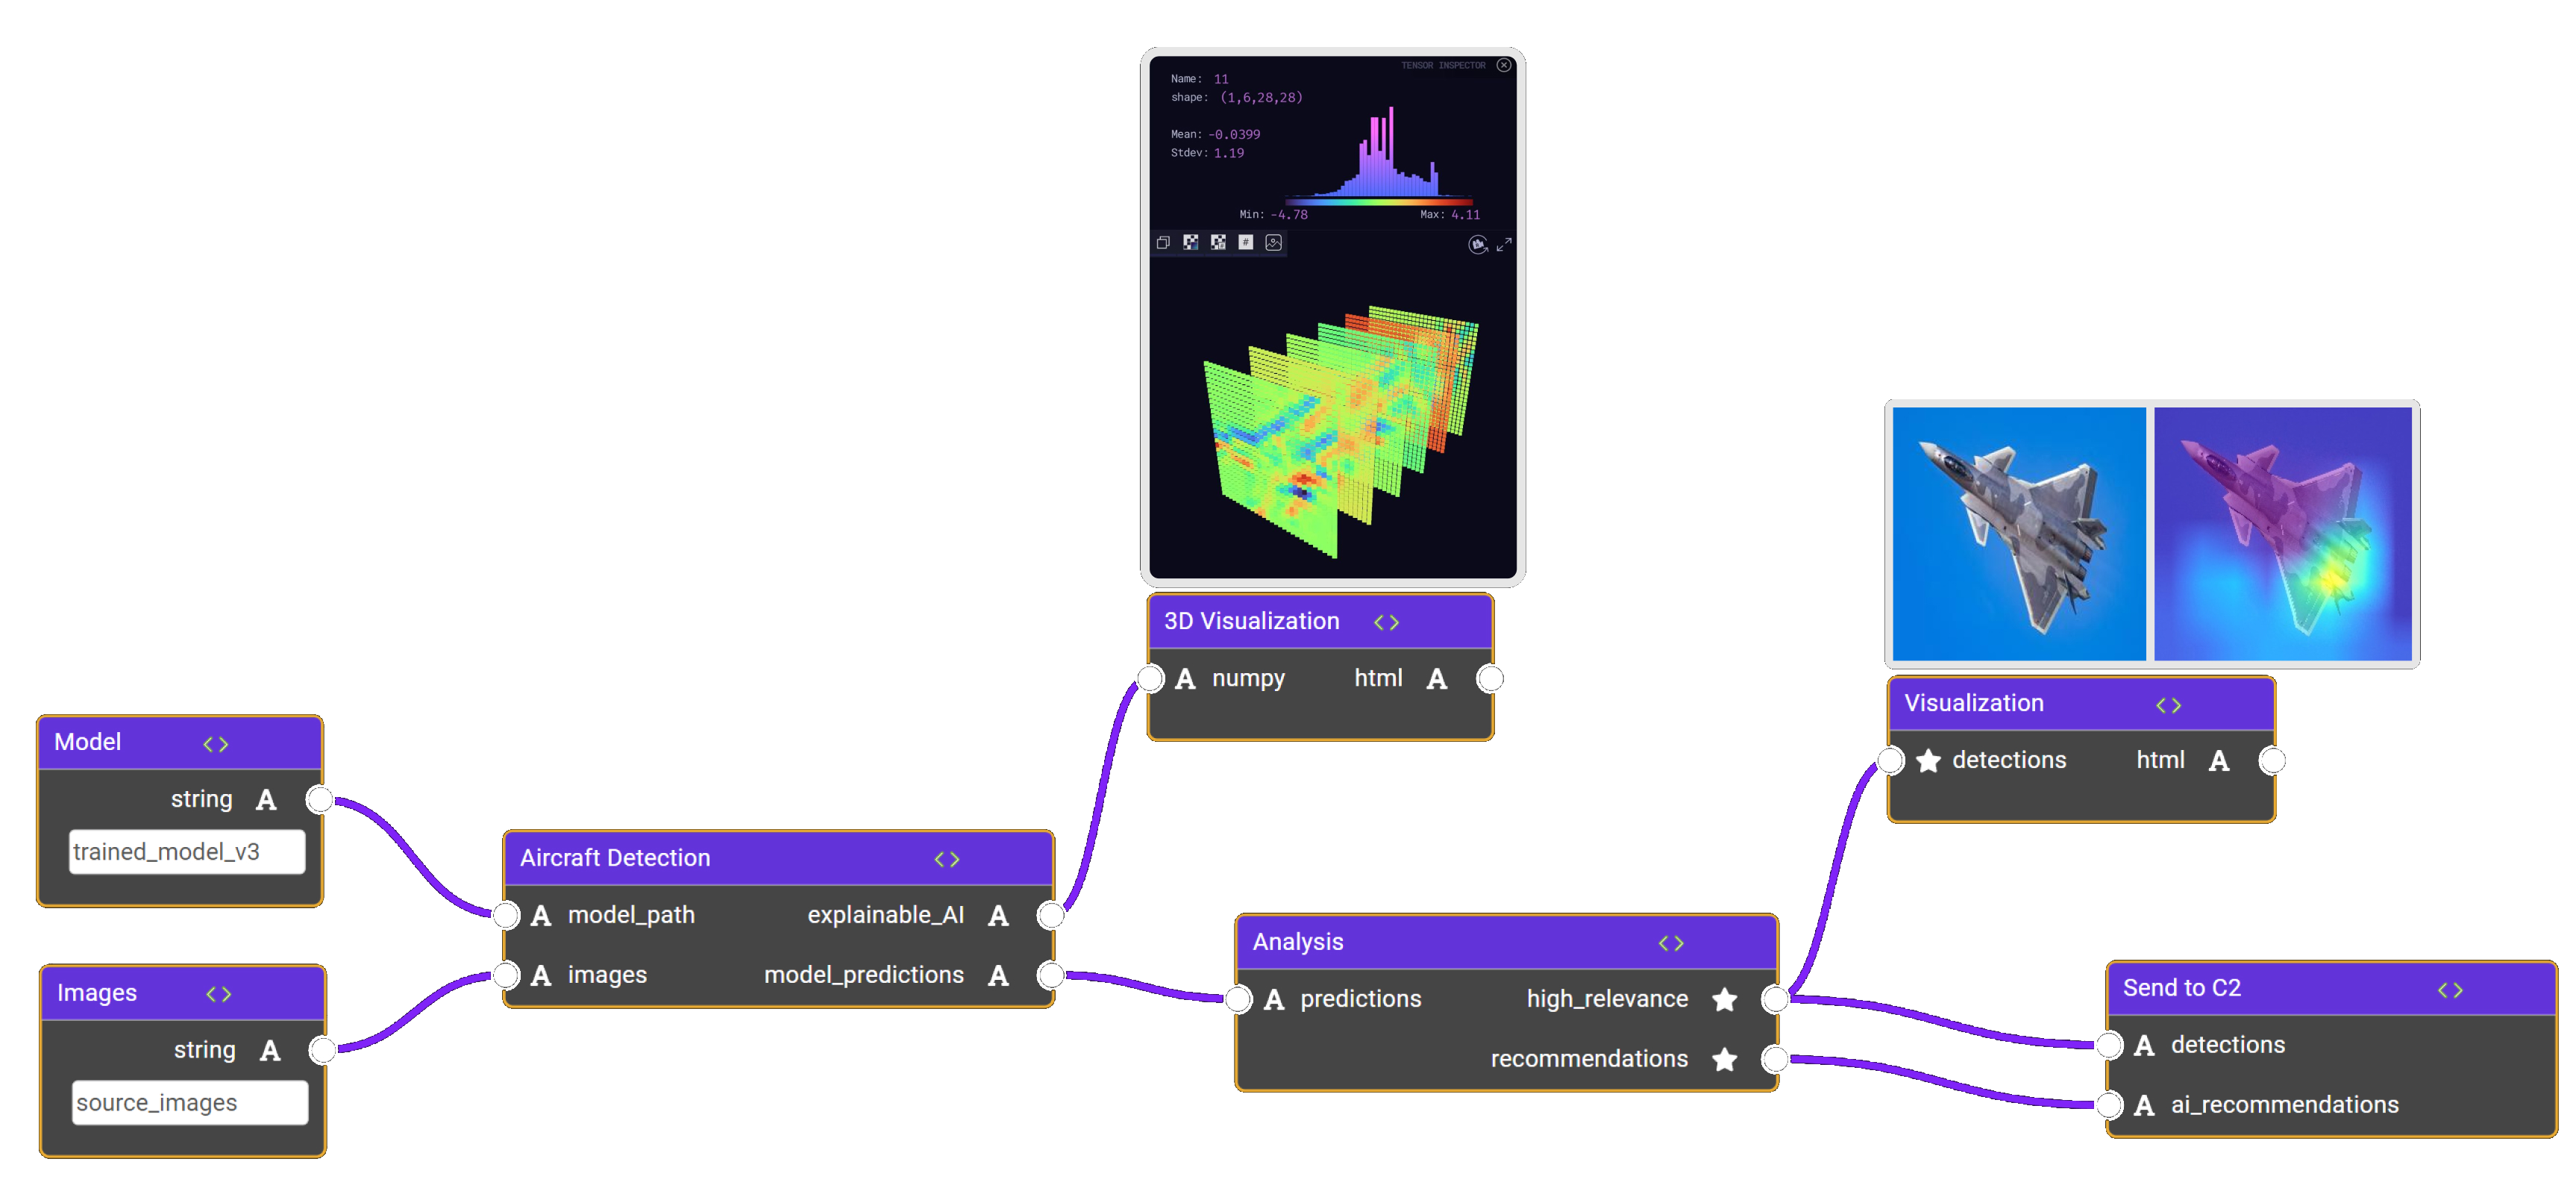 TENSOR INSPECTOR
Name: 11
shape: (1,6,28,28)
Mean: -0.0399
Stdev: 1.19
Min: -4.78 Max: 4.11
#
3D Visualization <>
A numpy html A
Visualization <>
detections html A
Model <>
string A
trained_model_v3
Images <>
string A
source_images
Aircraft Detection <>
A model_path explainable_AI A
A images model_predictions A
Analysis <>
A predictions high_relevance
recommendations
Send to C2 <>
A detections
A ai_recommendations